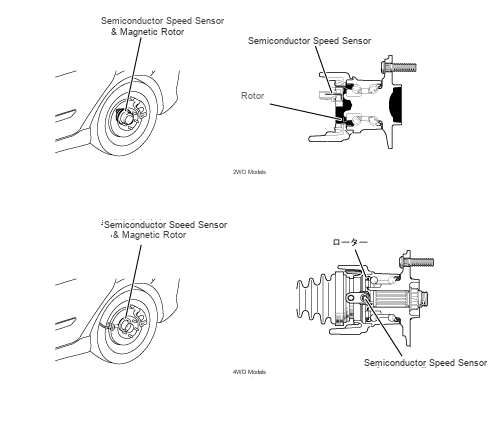 Semiconductor Speed Sensor
& Magnetic Rotor
Semiconductor Speed Sensor
Rotor
2WD Models
Semiconductor Speed Sensor
& Magnetic Rotor
ローター
Semiconductor Speed Sensor
4WD Models